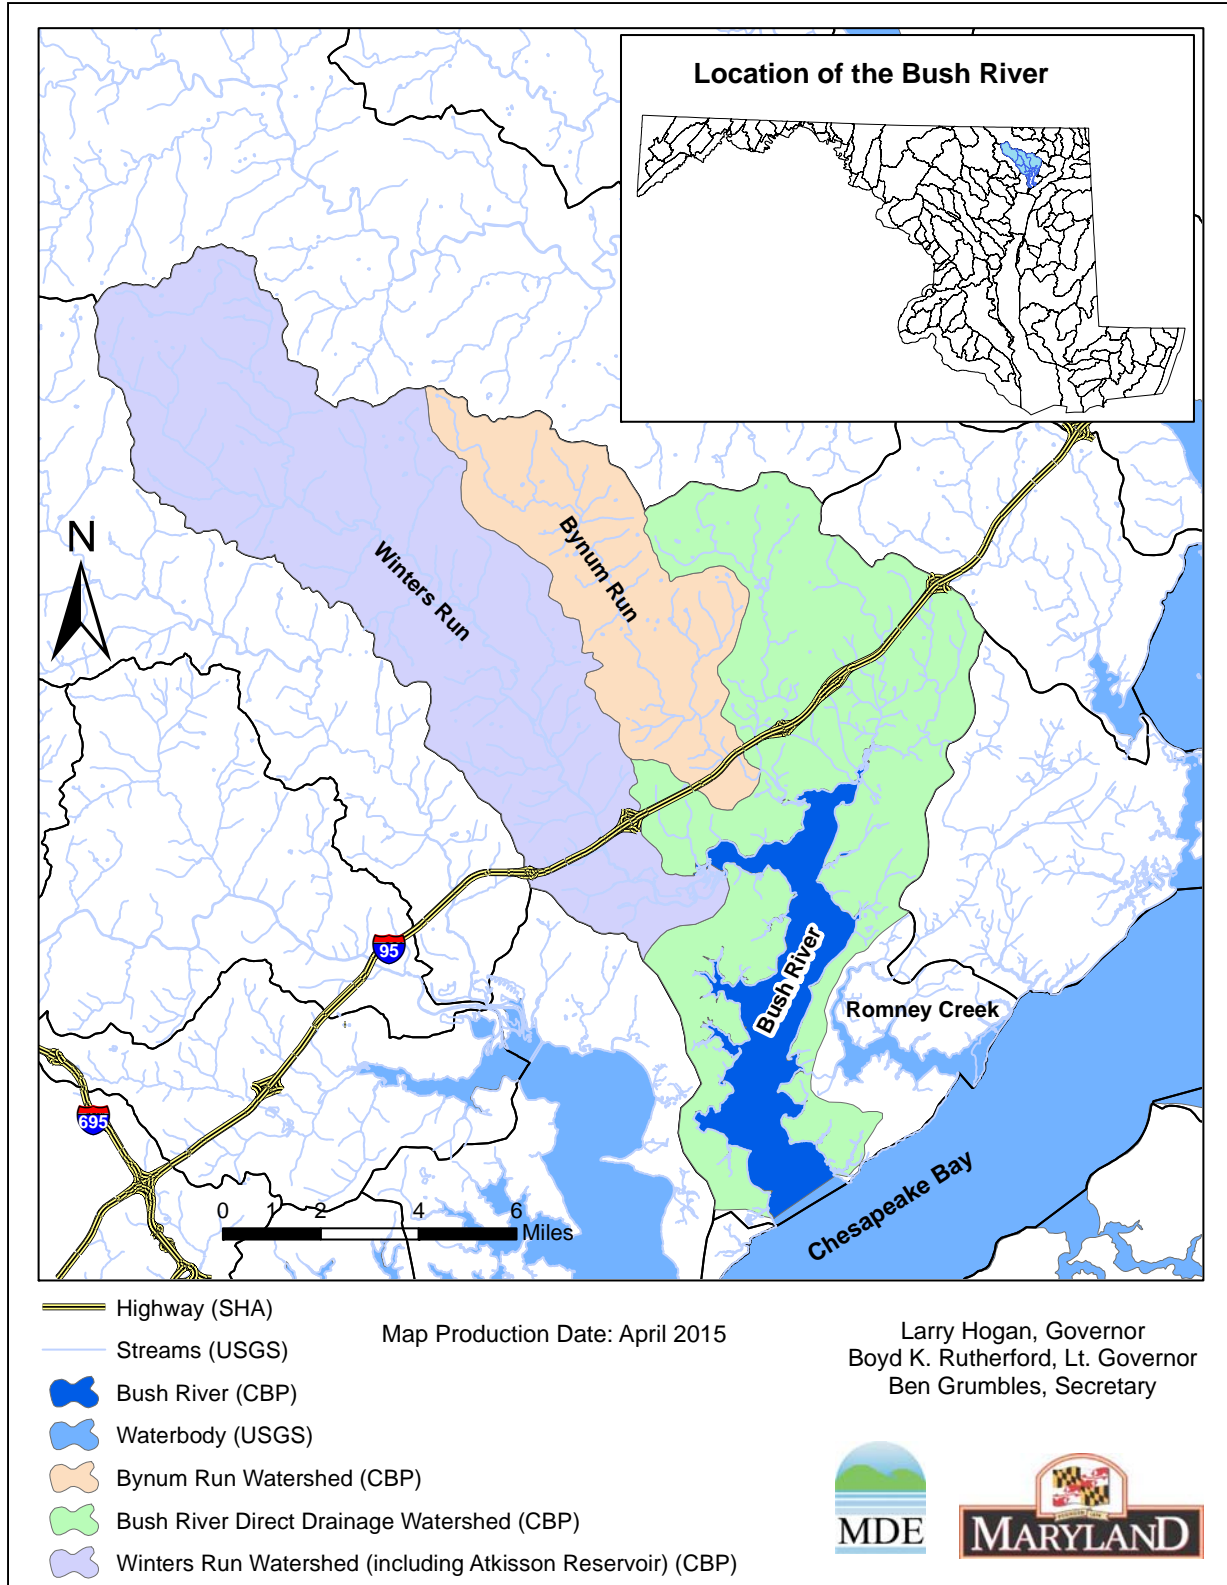 Location of the Bush River
N
Winters Run
Bynum Run
Bush River
Romney Creek
Chesapeake Bay
95
695
0 1 2 4 6
Miles
Highway (SHA)
Streams (USGS)
Bush River (CBP)
Waterbody (USGS)
Bynum Run Watershed (CBP)
Bush River Direct Drainage Watershed (CBP)
Winters Run Watershed (including Atkisson Reservoir) (CBP)
Map Production Date: April 2015
Larry Hogan, Governor
Boyd K. Rutherford, Lt. Governor
Ben Grumbles, Secretary
MDE
MARYLAND